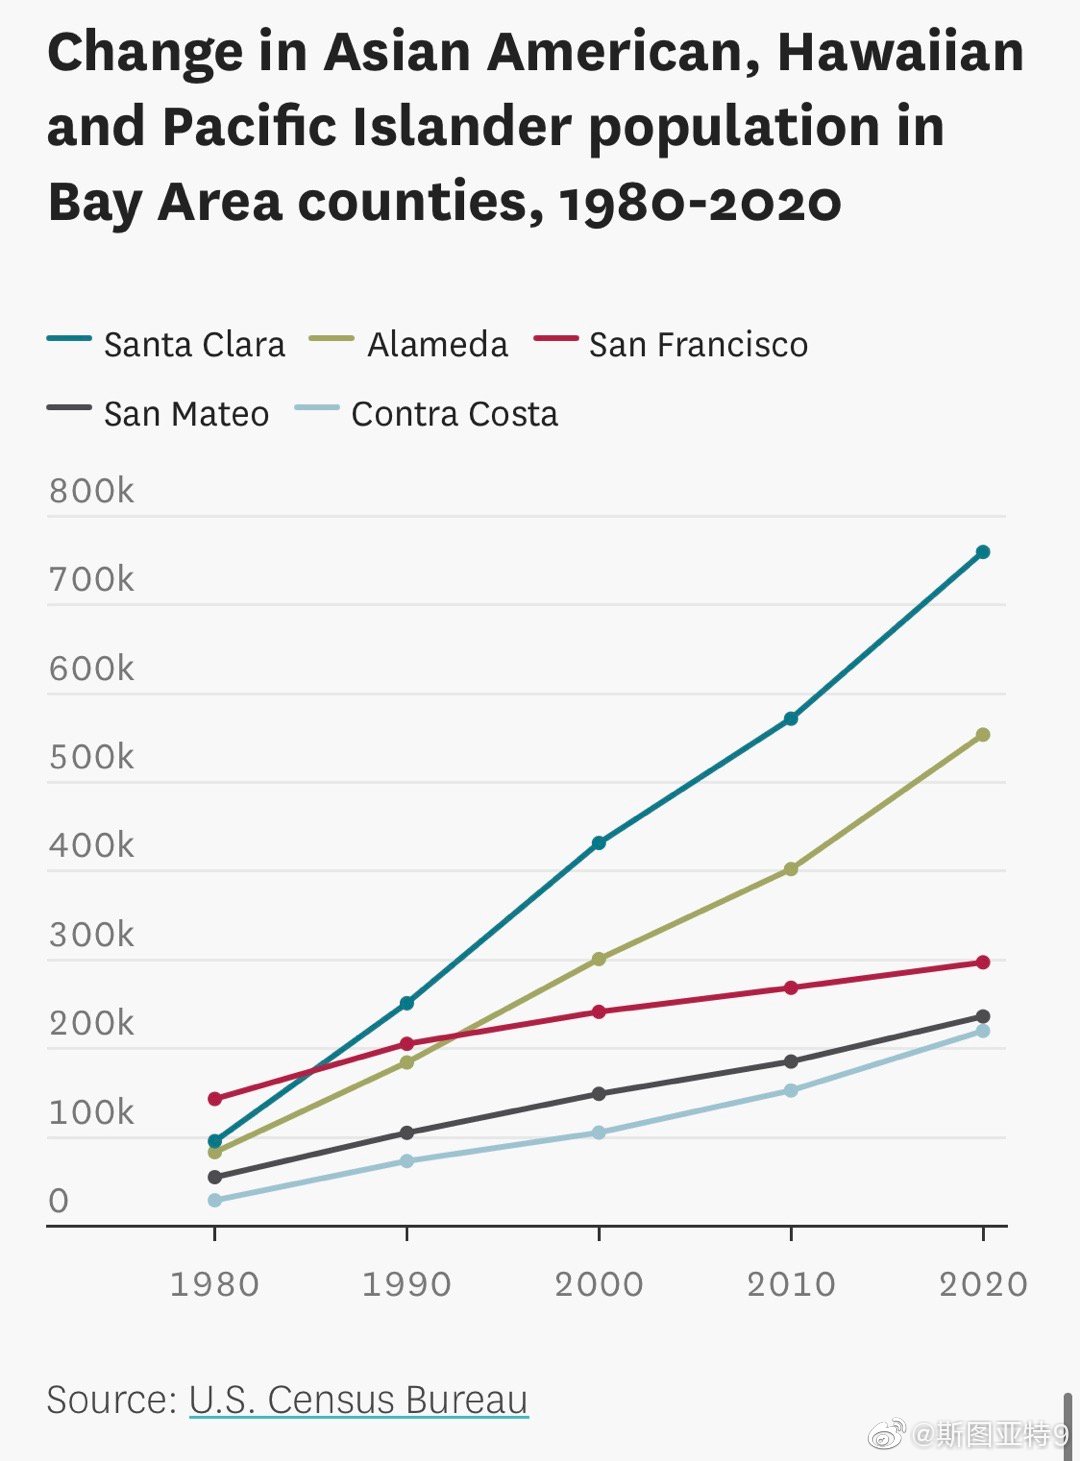 Change in Asian American, Hawaiian
and Pacific Islander population in
Bay Area counties, 1980-2020
Santa Clara Alameda San Francisco
San Mateo Contra Costa
800k
700k
600k
500k
400k
300k
200k
100k
0
1980 1990 2000 2010 2020
Source: U.S. Census Bureau
@斯图亚特9